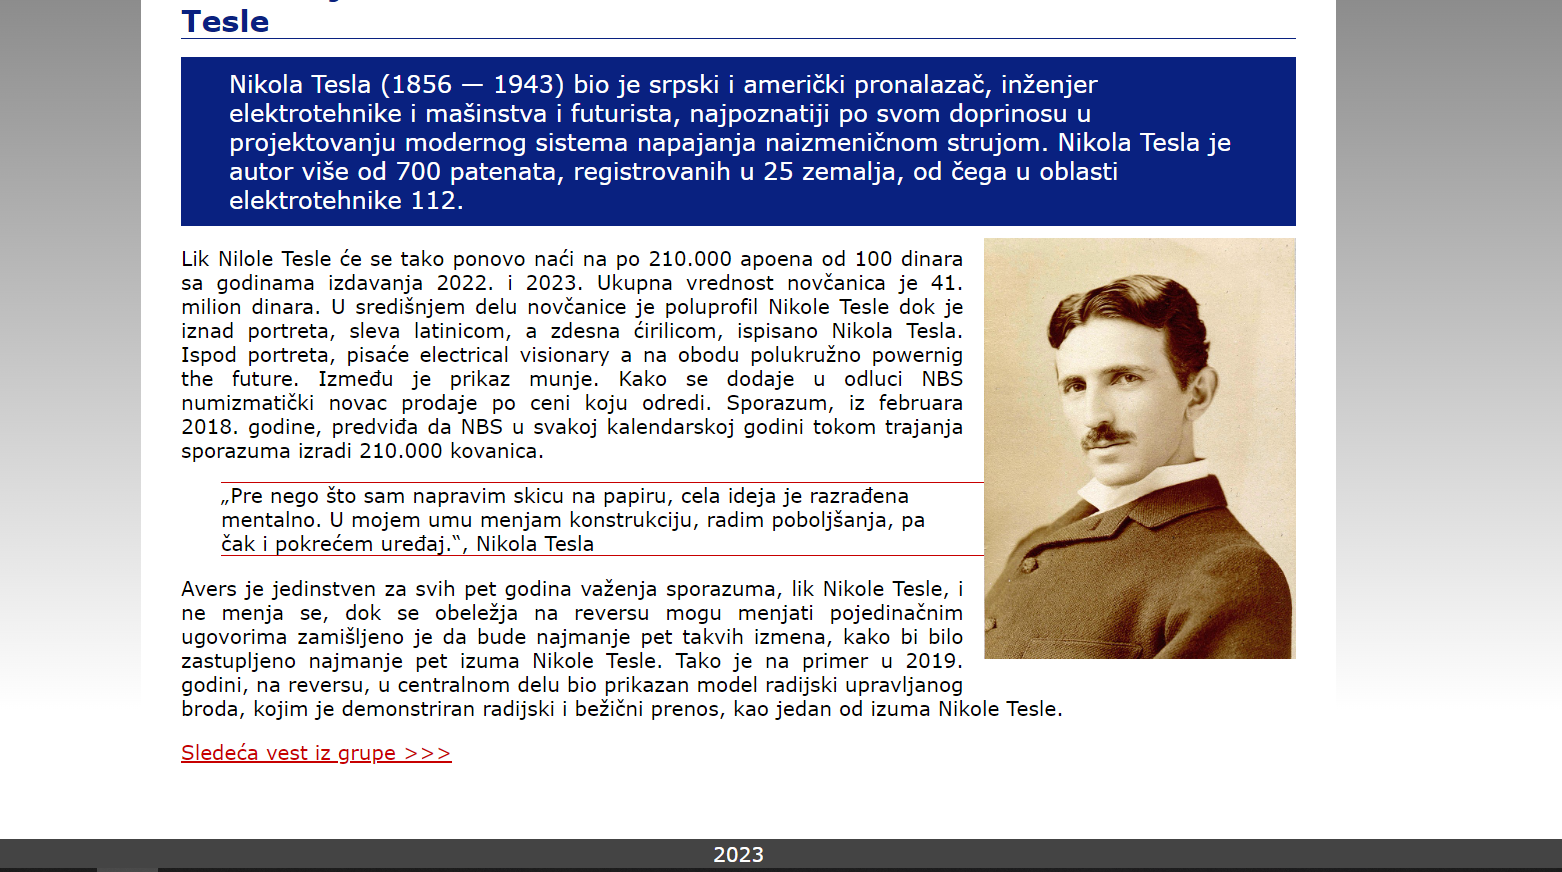 Tesle
Nikola Tesla (1856 — 1943) bio je srpski i američki pronalazač, inženjer
elektrotehnike i mašinstva i futurista, najpoznatiji po svom doprinosu u
projektovanju modernog sistema napajanja naizmeničnom strujom. Nikola Tesla je
autor više od 700 patenata, registrovanih u 25 zemalja, od čega u oblasti
elektrotehnike 112.
Lik Nilole Tesle će se tako ponovo naći na po 210.000 apoena od 100 dinara
sa godinama izdavanja 2022. i 2023. Ukupna vrednost novčanica je 41.
milion dinara. U središnjem delu novčanice je poluprofil Nikole Tesle dok je
iznad portreta, sleva latinicom, a zdesna ćirilicom, ispisano Nikola Tesla.
Ispod portreta, pisaće electrical visionary a na obodu polukružno powernig
the future. Između je prikaz munje. Kako se dodaje u odluci NBS
numizmatički novac prodaje po ceni koju odredi. Sporazum, iz februara
2018. godine, predviđa da NBS u svakoj kalendarskoj godini tokom trajanja
sporazuma izradi 210.000 kovanica.
„Pre nego što sam napravim skicu na papiru, cela ideja je razrađena
mentalno. U mojem umu menjam konstrukciju, radim poboljšanja, pa
čak i pokrećem uređaj.“, Nikola Tesla
Avers je jedinstven za svih pet godina važenja sporazuma, lik Nikole Tesle, i
ne menja se, dok se obeležja na reversu mogu menjati pojedinačnim
ugovorima zamišljeno je da bude najmanje pet takvih izmena, kako bi bilo
zastupljeno najmanje pet izuma Nikole Tesle. Tako je na primer u 2019.
godini, na reversu, u centralnom delu bio prikazan model radijski upravljanog
broda, kojim je demonstriran radijski i bežični prenos, kao jedan od izuma Nikole Tesle.
Sledeća vest iz grupe >>>
2023